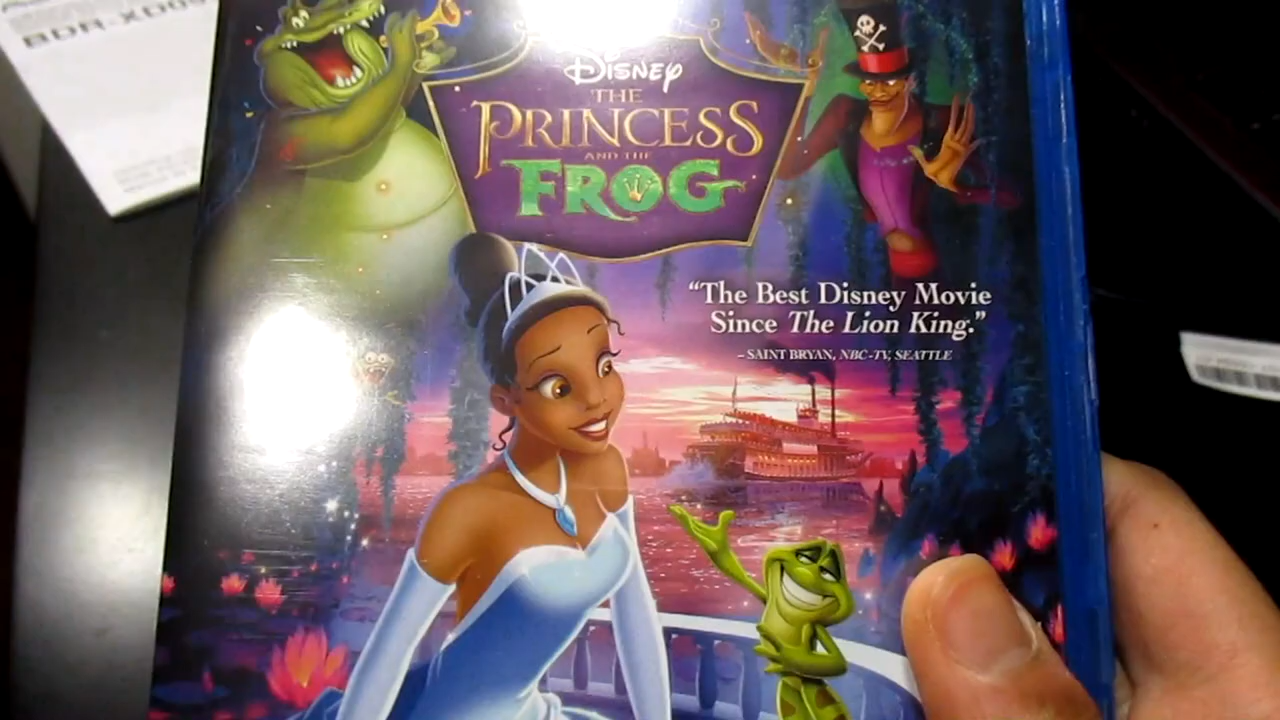 DISNEY
THE
PRINCESS
AND THE
FROG
“The Best Disney Movie
Since The Lion King.”
– SAINT BRYAN, NBC-TV, SEATTLE